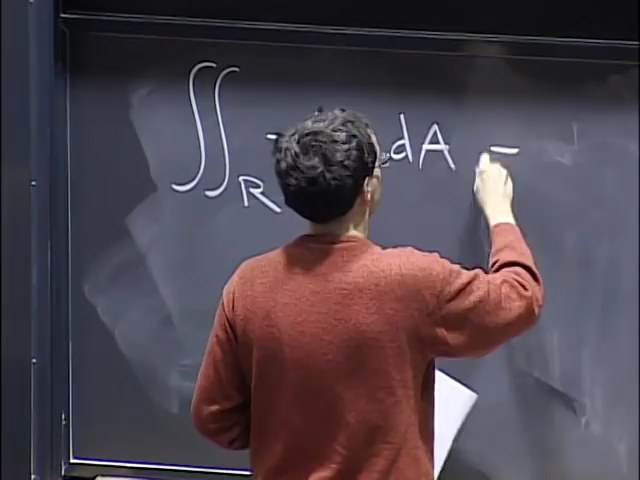 ∬_R dA =